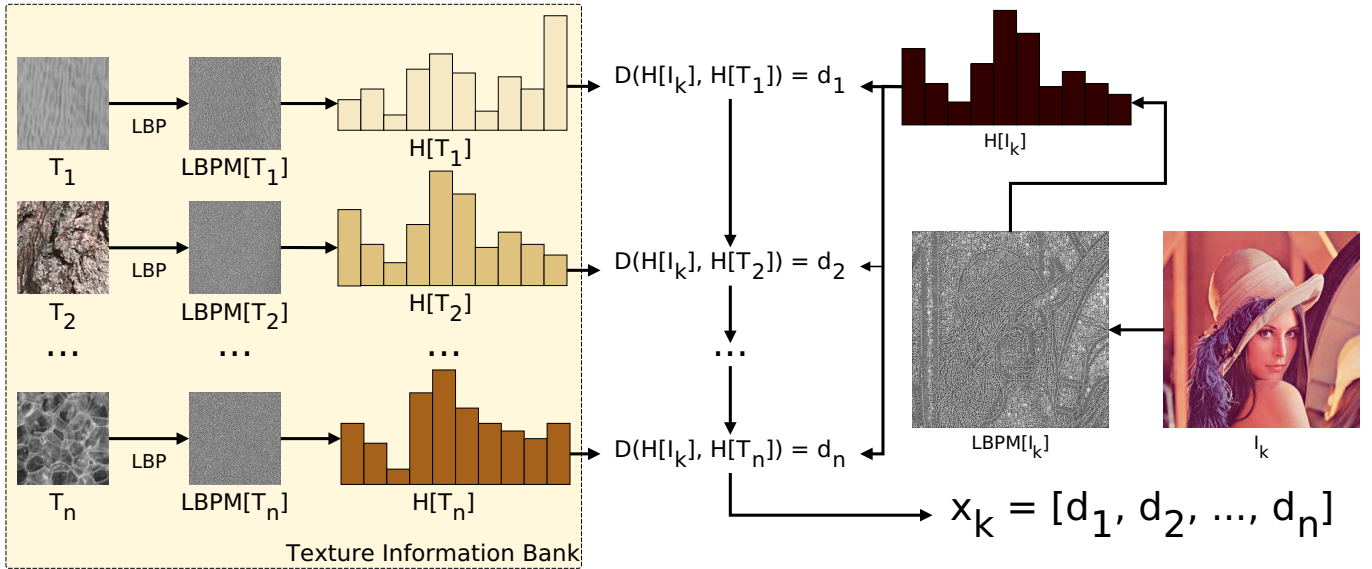 LBP
T1
LBPM[T1]
H[T1]
D(H[Ik], H[T1]) = d1
H[Ik]
LBP
T2
LBPM[T2]
H[T2]
D(H[Ik], H[T2]) = d2
... ... ... ...
LBP
Tn
LBPM[Tn]
H[Tn]
D(H[Ik], H[Tn]) = dn
LBPM[Ik]
Ik
xk = [d1, d2, ..., dn]
Texture Information Bank